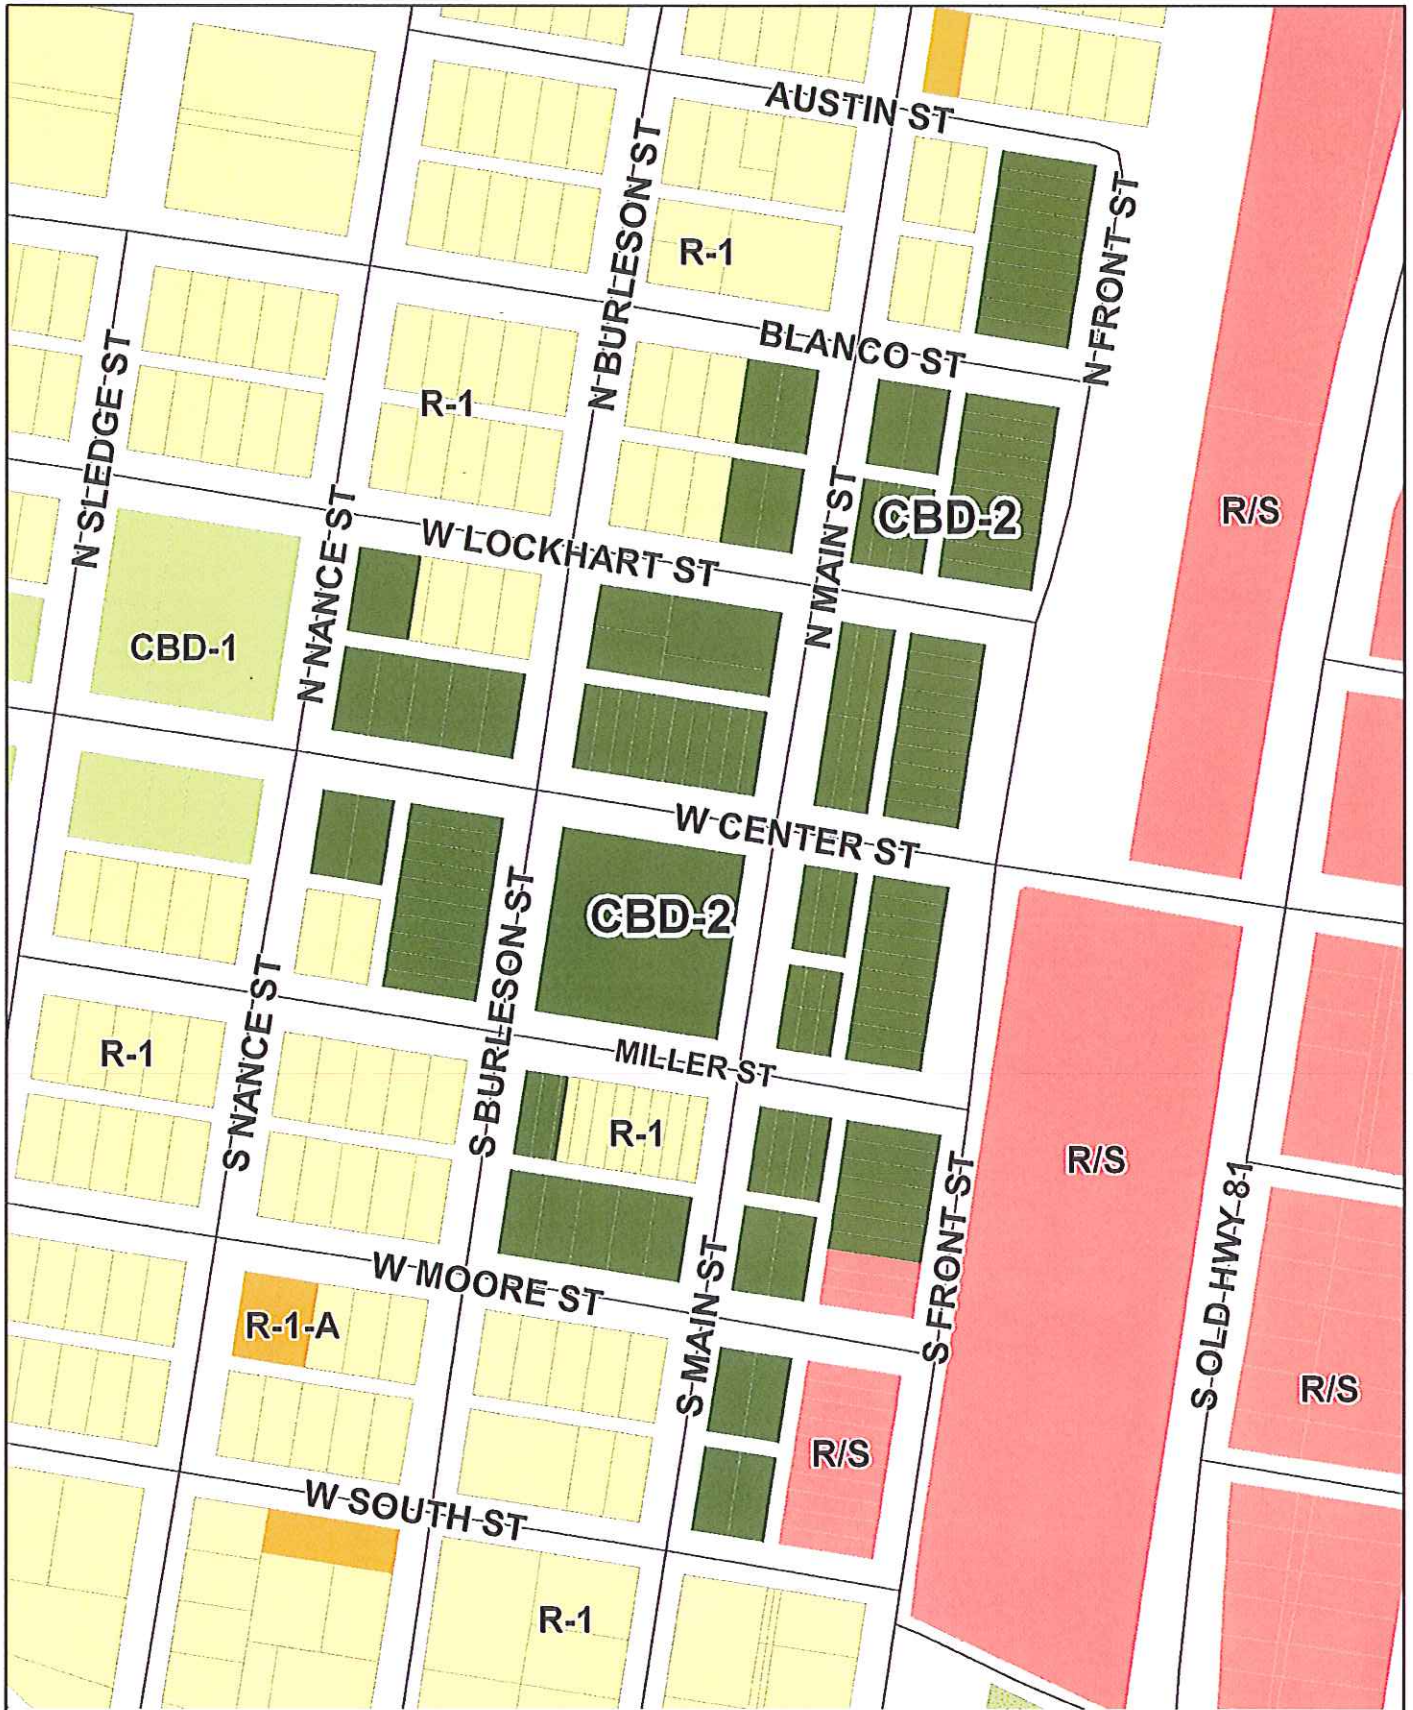 AUSTIN ST
N BURLESON ST
N FRONT ST
R-1
BLANCO ST
N SLEDGE ST
R-1
N NANCE ST
W LOCKHART ST
N MAIN ST
CBD-2
R/S
CBD-1
W CENTER ST
CBD-2
S BURLESON ST
S NANCE ST
R-1
MILLER ST
R-1
R/S
S FRONT ST
S OLD HWY 81
W MOORE ST
S MAIN ST
R-1-A
R/S
R/S
W SOUTH ST
R-1